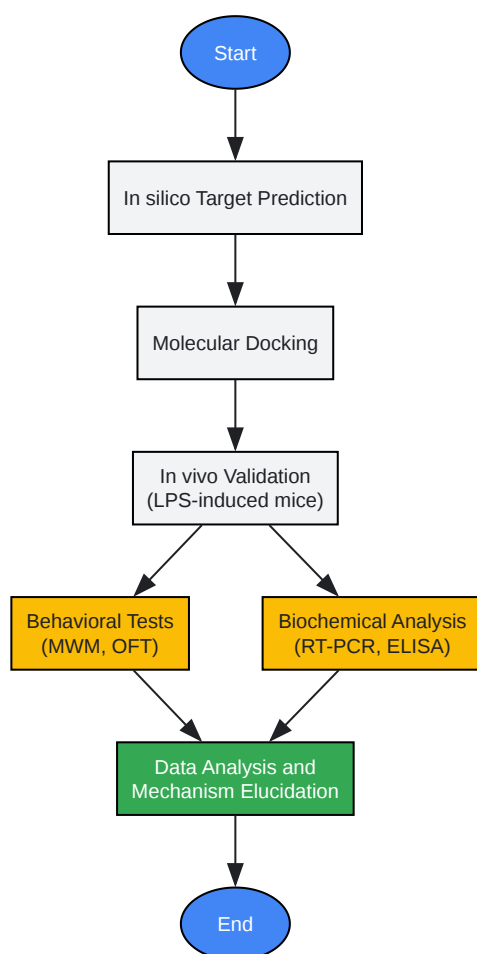 Start
In silico Target Prediction
Molecular Docking
In vivo Validation
(LPS-induced mice)
Behavioral Tests
(MWM, OFT)
Biochemical Analysis
(RT-PCR, ELISA)
Data Analysis and
Mechanism Elucidation
End